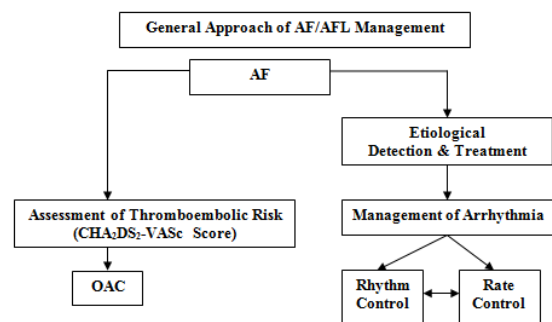 General Approach of AF/AFL Management
AF
Etiological
Detection & Treatment
Assessment of Thromboembolic Risk
(CHA₂DS₂-VASc Score)
Management of Arrhythmia
OAC
Rhythm
Control
Rate
Control